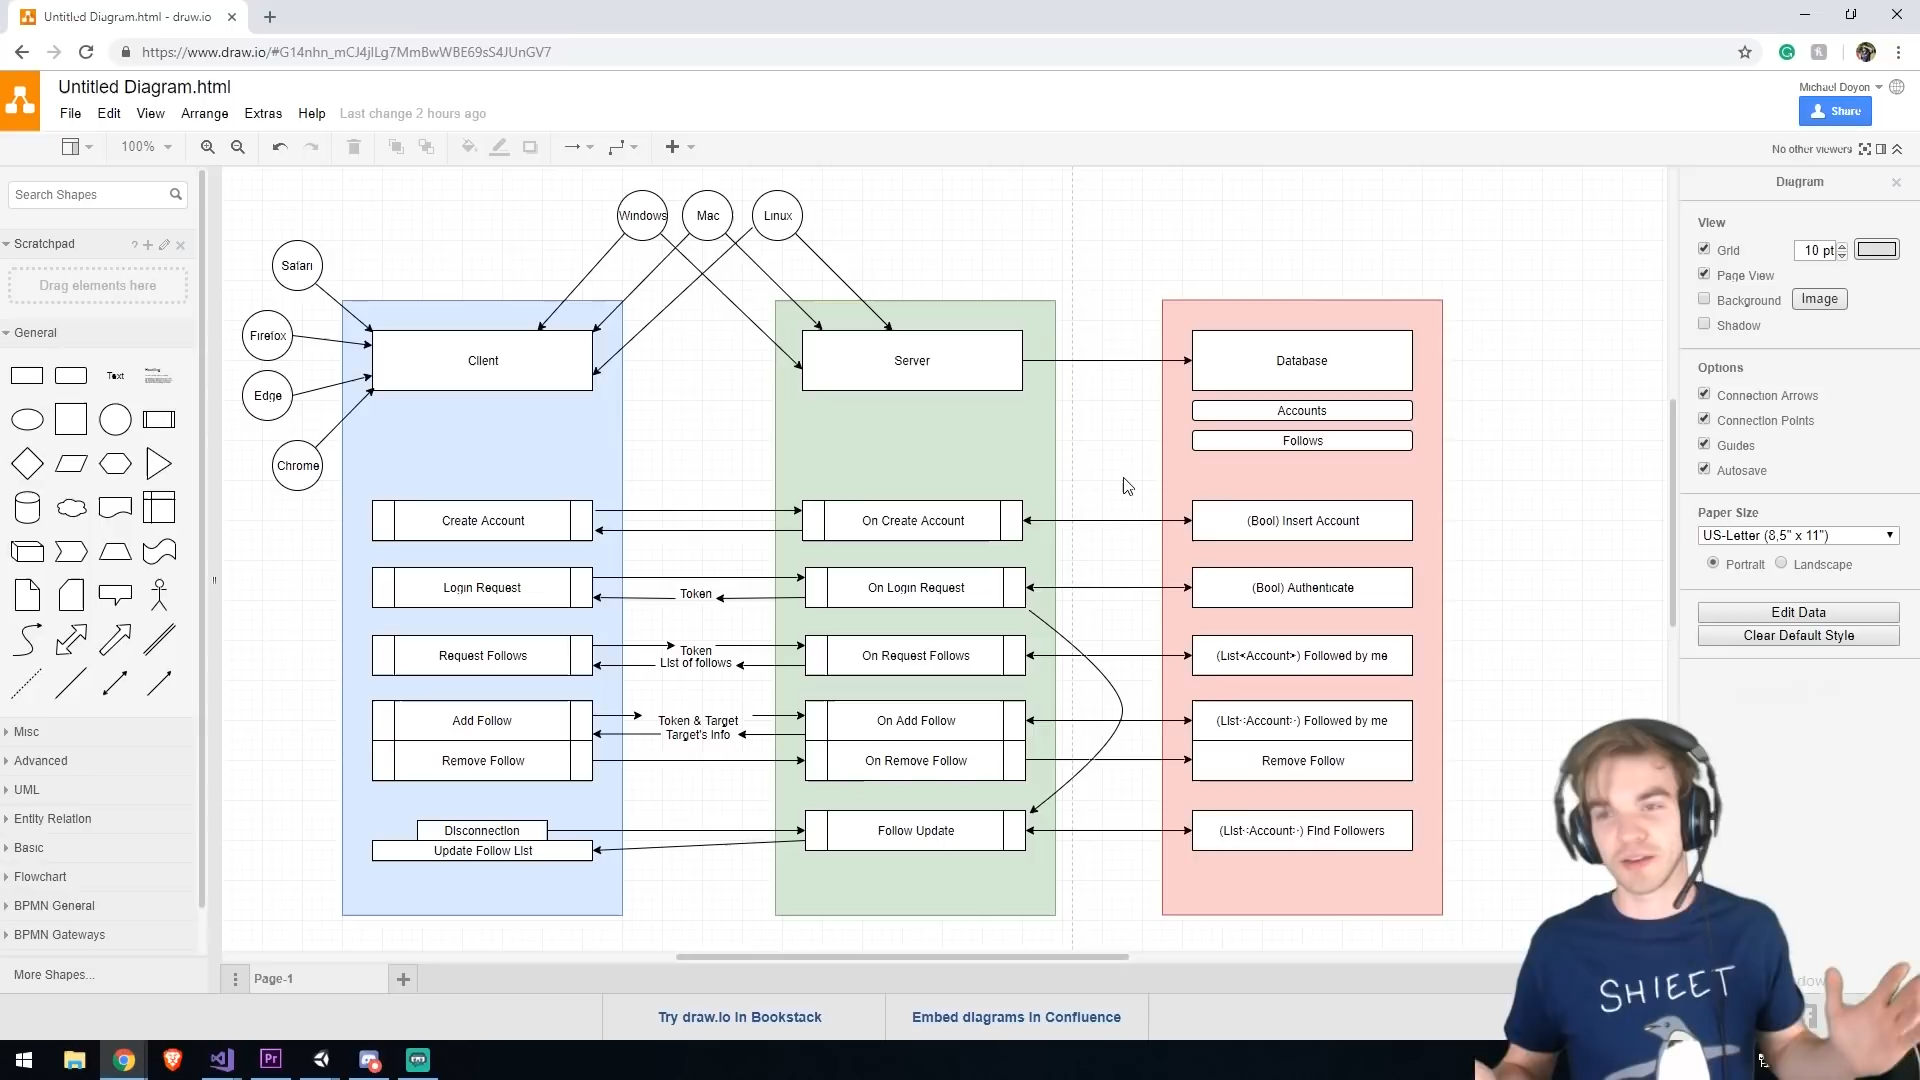 Untitled Diagram.html - draw.io
https://www.draw.io/#G14nhn_mCJ4jlLg7MmBwWBE69sS4JUnGV7
Untitled Diagram.html
Michael Doyon
File Edit View Arrange Extras Help Last change 2 hours ago
Share
100%
No other viewers
Search Shapes
Diagram
Windows Mac Linux
View
Scratchpad
Grid 10 pt
Safari
Page View
Drag elements here
Background Image
Shadow
General
Firefox
Client Server Database
Options
Text
Heading
Edge
Connection Arrows
Accounts
Connection Points
Follows
Guides
Chrome
Autosave
Paper Size
Create Account On Create Account (Bool) Insert Account
US-Letter (8,5" x 11")
Portrait Landscape
Login Request Token On Login Request (Bool) Authenticate
Edit Data
Clear Default Style
Token
Request Follows On Request Follows (List<Account>) Followed by me
List of follows
Add Follow Token & Target On Add Follow (List<Account>) Followed by me
Target's Info
Misc
Advanced
Remove Follow On Remove Follow Remove Follow
UML
Entity Relation
Disconnection Follow Update (List<Account>) Find Followers
Basic
Update Follow List
Flowchart
BPMN General
BPMN Gateways
More Shapes...
Page-1
SHIEET
Try draw.io in Bookstack
Embed diagrams in Confluence
Pr